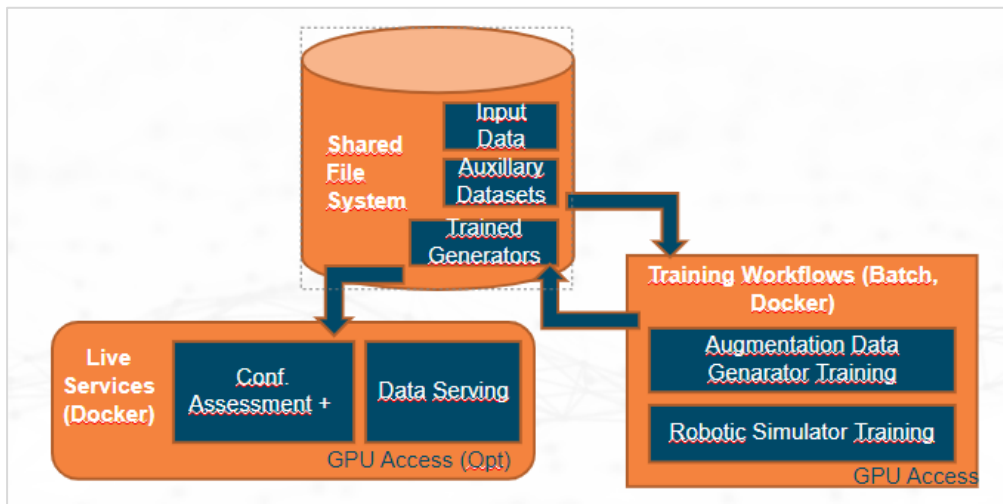 Input
Data
Shared
File
System
Auxillary
Datasets
Trained
Generators
Training Workflows (Batch,
Docker)
Augmentation Data
Genarator Training
Robotic Simulator Training
GPU Access
Live
Services
(Docker)
Conf.
Assessment +
Data Serving
GPU Access (Opt)